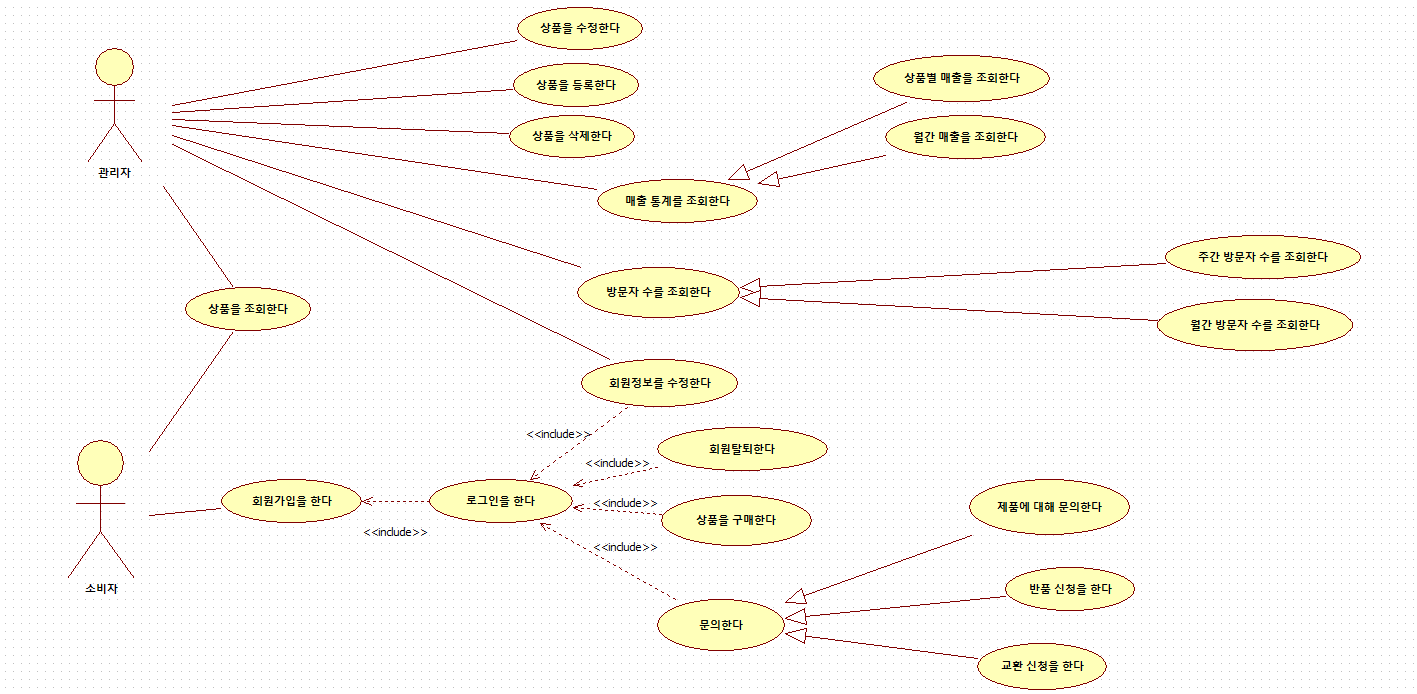 상품을 수정한다
상품을 등록한다
상품을 삭제한다
상품별 매출을 조회한다
월간 매출을 조회한다
관리자
매출 통계를 조회한다
주간 방문자 수를 조회한다
방문자 수를 조회한다
월간 방문자 수를 조회한다
상품을 조회한다
회원정보를 수정한다
<<include>>
회원탈퇴한다
<<include>>
회원가입을 한다
로그인을 한다
<<include>>
상품을 구매한다
제품에 대해 문의한다
<<include>>
<<include>>
소비자
반품 신청을 한다
문의한다
교환 신청을 한다